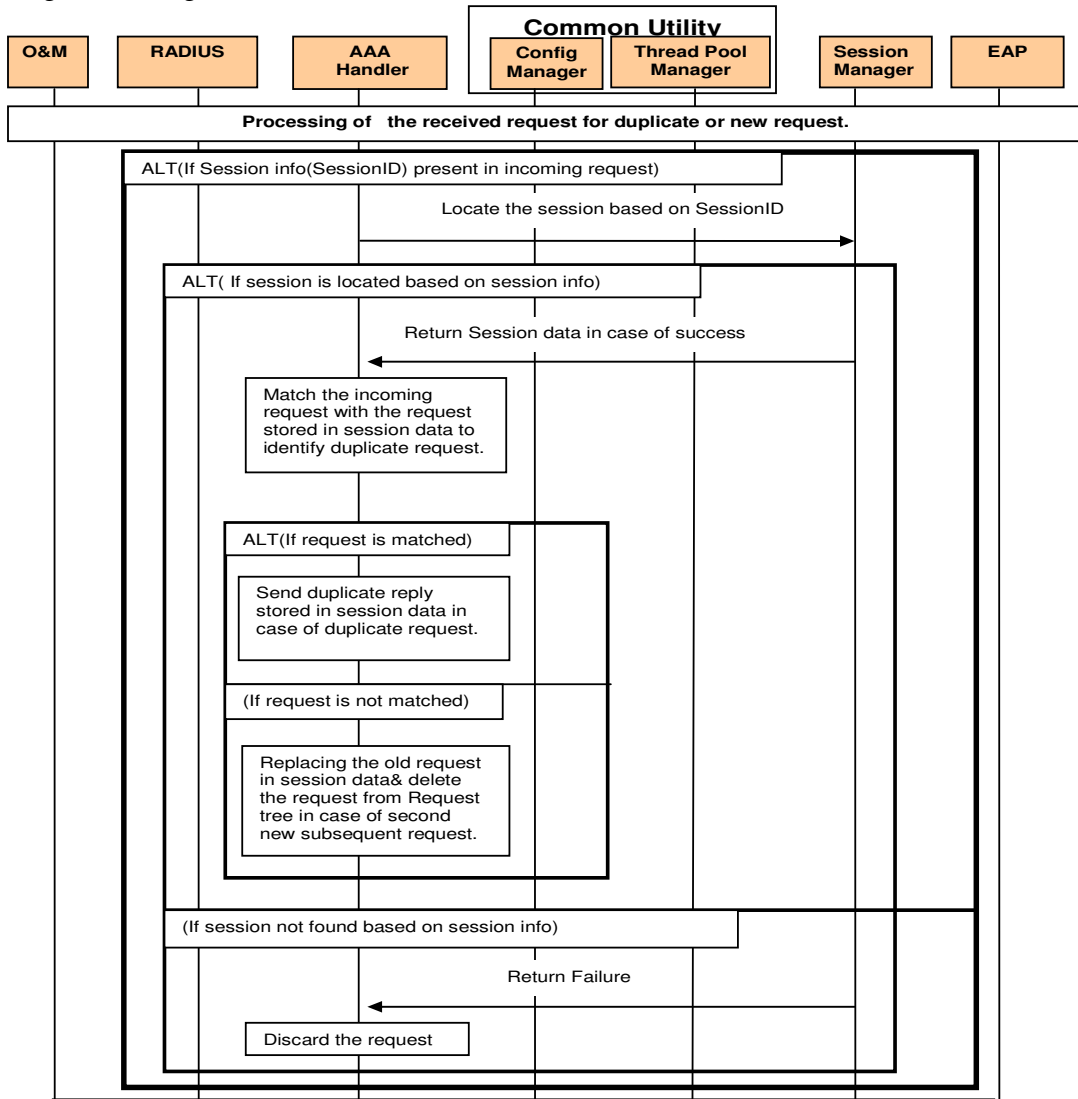 Common Utility
O&M
RADIUS
AAA
Handler
Config
Manager
Thread Pool
Manager
Session
Manager
EAP
Processing of the received request for duplicate or new request.
ALT(If Session info(SessionID) present in incoming request)
Locate the session based on SessionID
ALT( If session is located based on session info)
Return Session data in case of success
Match the incoming
request with the request
stored in session data to
identify duplicate request.
ALT(If request is matched)
Send duplicate reply
stored in session data in
case of duplicate request.
(If request is not matched)
Replacing the old request
in session data& delete
the request from Request
tree in case of second
new subsequent request.
(If session not found based on session info)
Return Failure
Discard the request